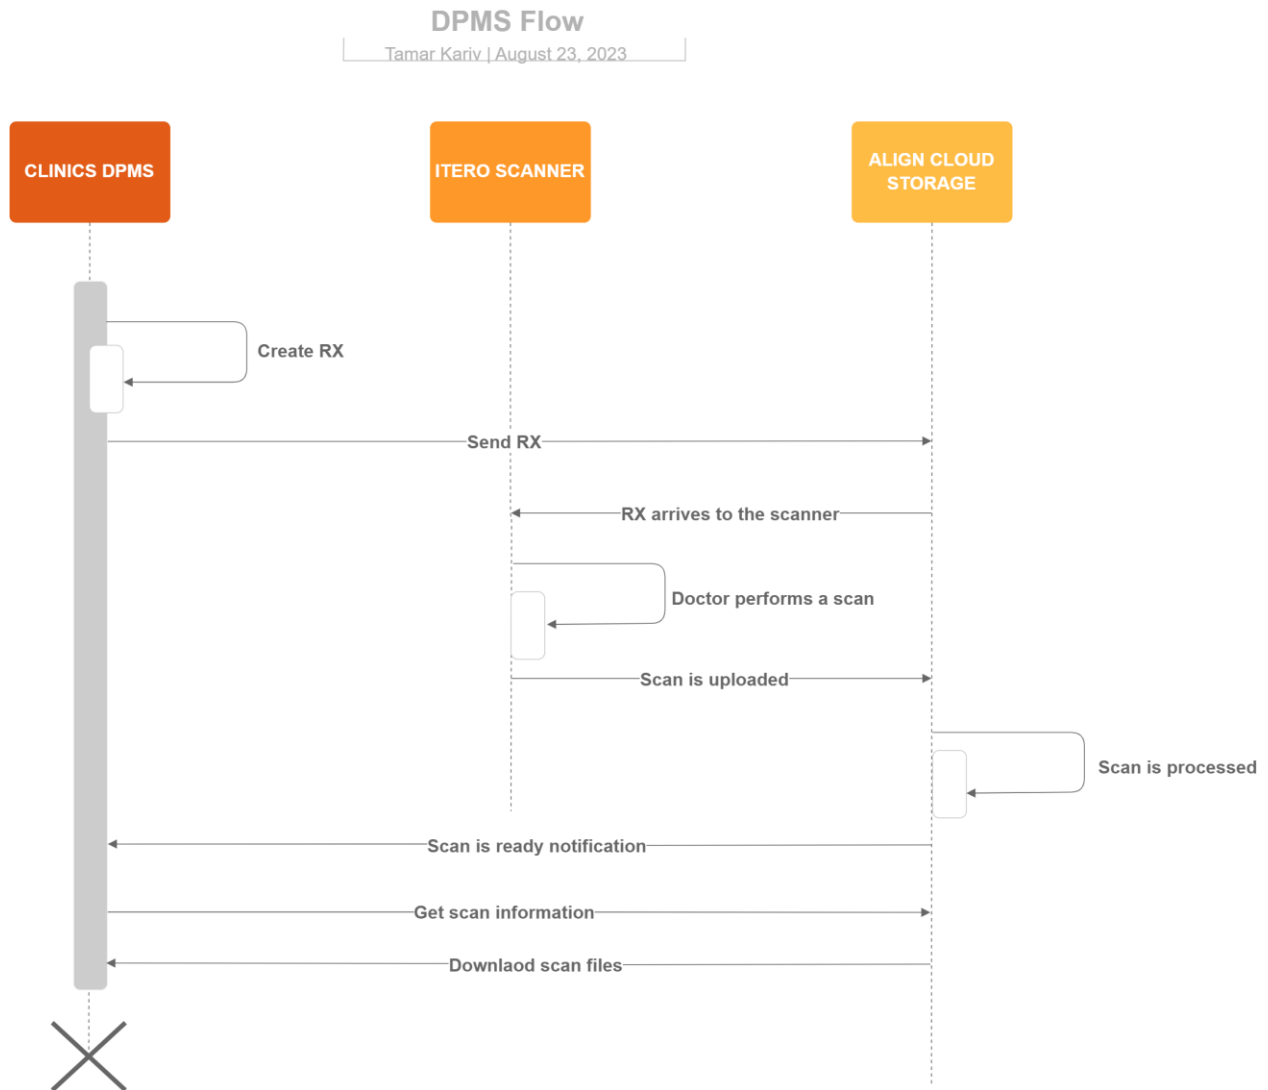 DPMS Flow
Tamar Kariv | August 23, 2023
CLINICS DPMS
ITERO SCANNER
ALIGN CLOUD
STORAGE
Create RX
Send RX
RX arrives to the scanner
Doctor performs a scan
Scan is uploaded
Scan is processed
Scan is ready notification
Get scan information
Downlaod scan files